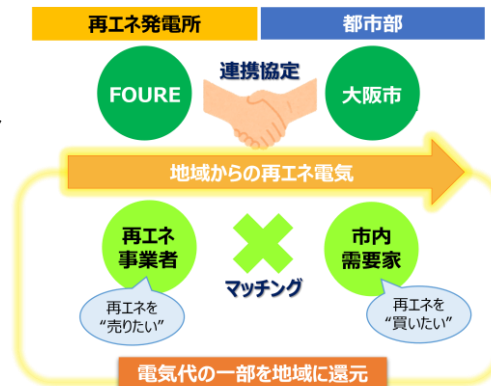 再エネ発電所
都市部
連携協定
FOURE
大阪市
地域からの再エネ電気
再エネ
事業者
マッチング
市内
需要家
再エネを
“売りたい”
再エネを
“買いたい”
電気代の一部を地域に還元